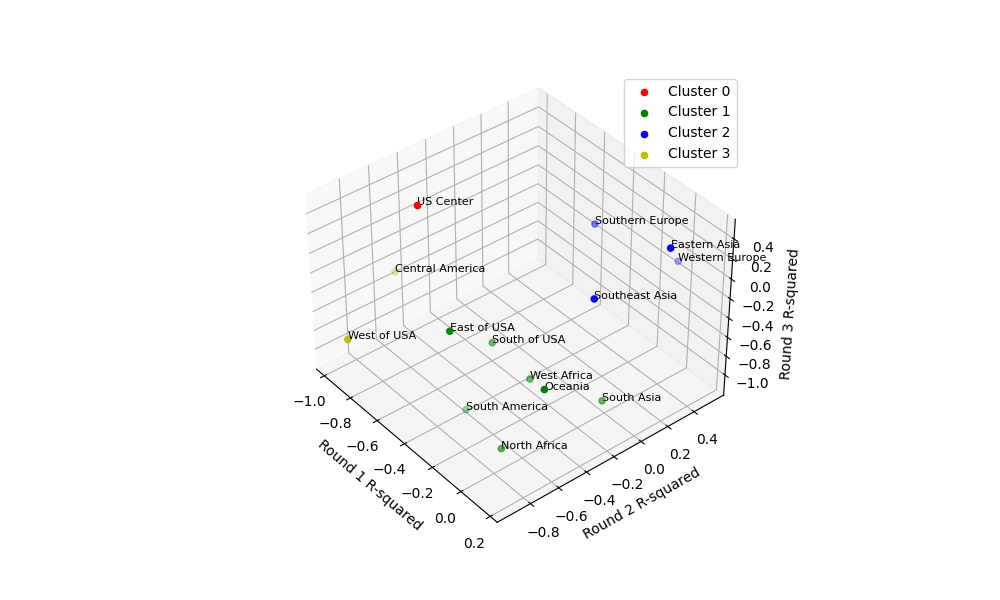 Cluster 0
Cluster 1
Cluster 2
Cluster 3
US Center
Southern Europe
Eastern Asia
Western Europe
Central America
Southeast Asia
East of USA
West of USA
South of USA
West Africa
Oceania
South Asia
South America
North Africa
0.4
0.2
0.0
−0.2
−0.4
−0.6
−0.8
−1.0
Round 3 R-squared
−1.0
−0.8
−0.6
−0.4
−0.2
0.0
0.2
Round 1 R-squared
−0.8
−0.6
−0.4
−0.2
0.0
0.2
0.4
Round 2 R-squared